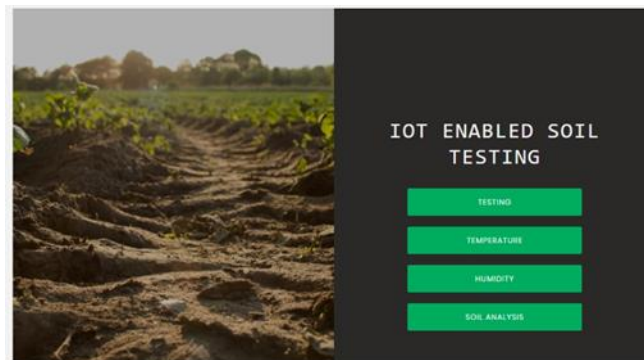 IOT ENABLED SOIL
TESTING
TESTING
TEMPERATURE
HUMIDITY
SOIL ANALYSIS